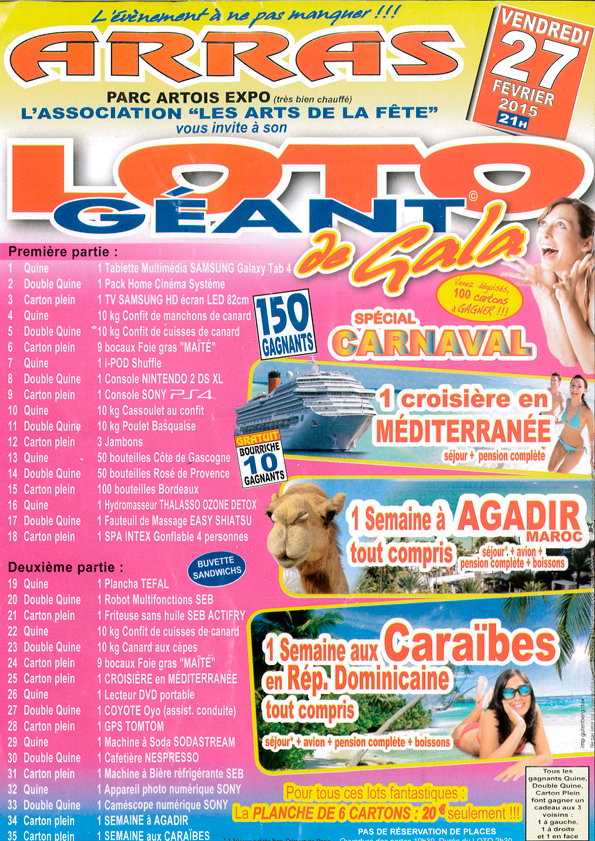 L'évènement à ne pas manquer !!!
ARRAS
VENDREDI
27
FÉVRIER
2015
21H
PARC ARTOIS EXPO (très bien chauffé)
L'ASSOCIATION "LES ARTS DE LA FÊTE"
vous invite à son
LOTO
GÉANT
de Gala
©
Première partie :
1 Quine 1 Tablette Multimédia SAMSUNG Galaxy Tab 4
2 Double Quine 1 Pack Home Cinéma Système
3 Carton plein 1 TV SAMSUNG HD écran LED 82cm
4 Quine 10 kg Confit de manchons de canard
5 Double Quine 10 kg Confit de cuisses de canard
6 Carton plein 9 bocaux Foie gras "MAÏTÉ"
7 Quine 1 i-POD Shuffle
8 Double Quine 1 Console NINTENDO 2 DS XL
9 Carton plein 1 Console SONY PS4
10 Quine 10 kg Cassoulet au confit
11 Double Quine 10 kg Poulet Basquaise
12 Carton plein 3 Jambons
13 Quine 50 bouteilles Côte de Gascogne
14 Double Quine 50 bouteilles Rosé de Provence
15 Carton plein 100 bouteilles Bordeaux
16 Quine 1 Hydromasseur THALASSO OZONE DETOX
17 Double Quine 1 Fauteuil de Massage EASY SHIATSU
18 Carton plein 1 SPA INTEX Gonflable 4 personnes
150
GAGNANTS
GRATUIT
BOURRICHE
10
GAGNANTS
Venez déguisés,
100 cartons
à GAGNER !!!
SPÉCIAL
CARNAVAL
1 croisière en
MÉDITERRANÉE
séjour + pension complète
1 Semaine à AGADIR
MAROC
tout compris
séjour* + avion +
pension complète + boissons
Deuxième partie :
BUVETTE
SANDWICHS
19 Quine 1 Plancha TEFAL
20 Double Quine 1 Robot Multifonctions SEB
21 Carton plein 1 Friteuse sans huile SEB ACTIFRY
22 Quine 10 kg Confit de cuisses de canard
23 Double Quine 10 kg Canard aux cèpes
24 Carton plein 9 bocaux Foie gras "MAÏTÉ"
25 Carton plein 1 CROISIÈRE en MÉDITERRANÉE
26 Quine 1 Lecteur DVD portable
27 Double Quine 1 COYOTE Oyo (assist. conduite)
28 Carton plein 1 GPS TOMTOM
29 Quine 1 Machine à Soda SODASTREAM
30 Double Quine 1 Cafetière NESPRESSO
31 Carton plein 1 Machine à Bière réfrigérante SEB
32 Quine 1 Appareil photo numérique SONY
33 Double Quine 1 Caméscope numérique SONY
34 Carton plein 1 SEMAINE à AGADIR
35 Carton plein 1 SEMAINE aux CARAÏBES
1 Semaine aux Caraïbes
en Rép. Dominicaine
tout compris
séjour* + avion + pension complète + boissons
Pour tous ces lots fantastiques :
La PLANCHE DE 6 CARTONS : 20 € seulement !!!
PAS DE RÉSERVATION DE PLACES
Tous les
gagnants Quine,
Double Quine,
Carton Plein
font gagner un
cadeau aux 3
voisins :
1 à gauche,
1 à droite
et 1 en face